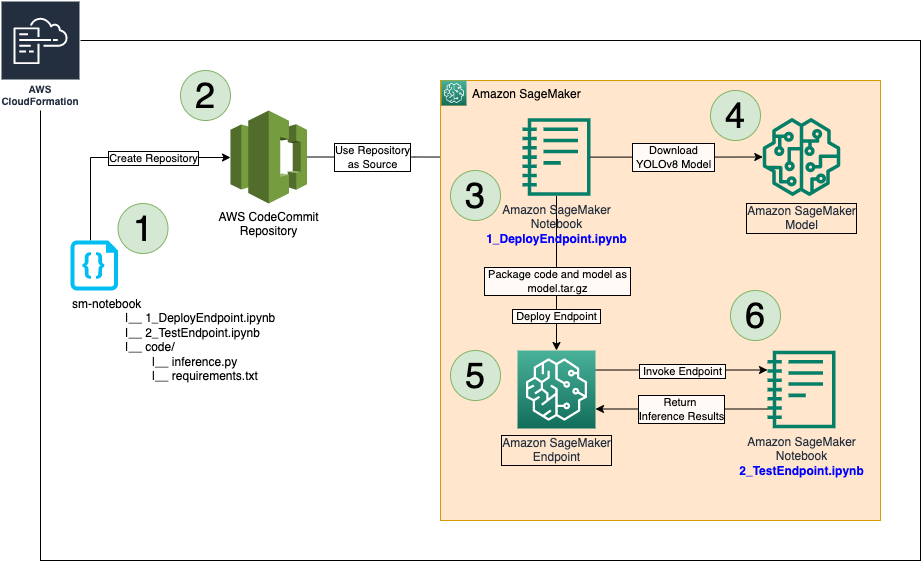 AWS
CloudFormation
2
Amazon SageMaker
4
Create Repository
Use Repository
as Source
Download
YOLOv8 Model
3
Amazon SageMaker
Notebook
1_DeployEndpoint.ipynb
Amazon SageMaker
Model
AWS CodeCommit
Repository
1
{}
sm-notebook
|__ 1_DeployEndpoint.ipynb
|__ 2_TestEndpoint.ipynb
|__ code/
|__ inference.py
|__ requirements.txt
Package code and model as
model.tar.gz
Deploy Endpoint
6
5
Invoke Endpoint
Return
Inference Results
Amazon SageMaker
Endpoint
Amazon SageMaker
Notebook
2_TestEndpoint.ipynb